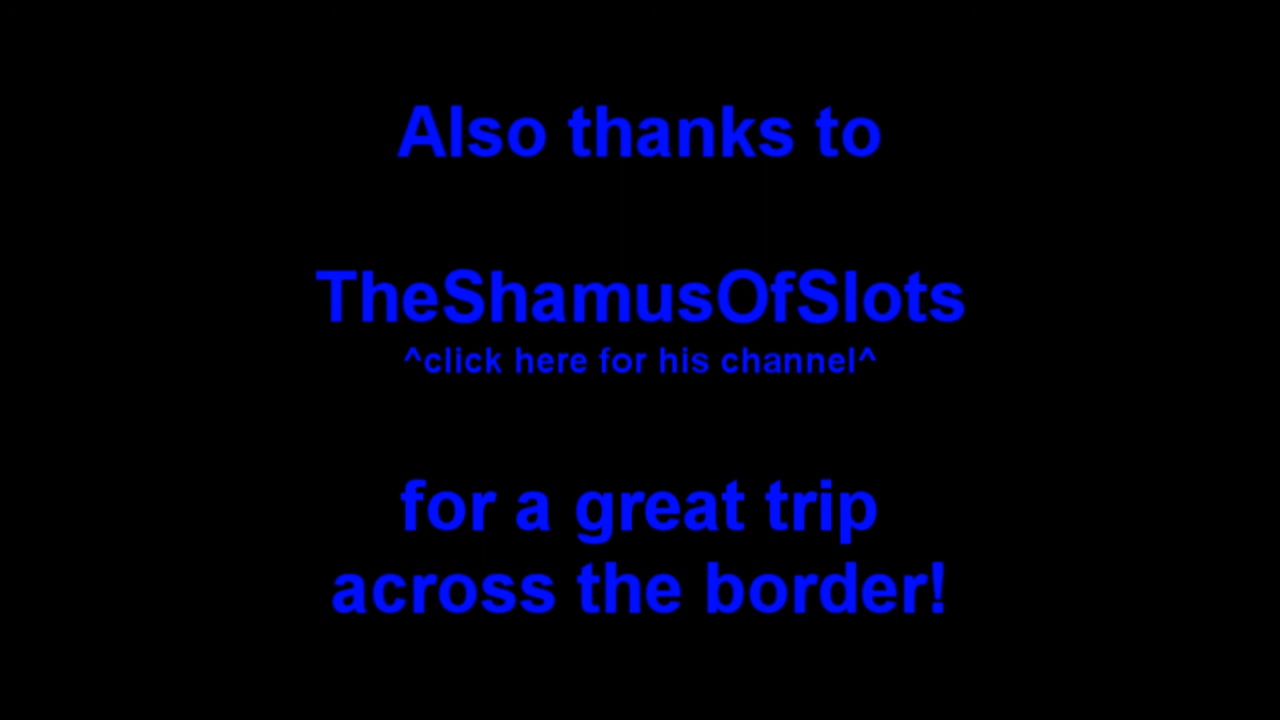 Also thanks to
TheShamusOfSlots
^click here for his channel^
for a great trip
across the border!